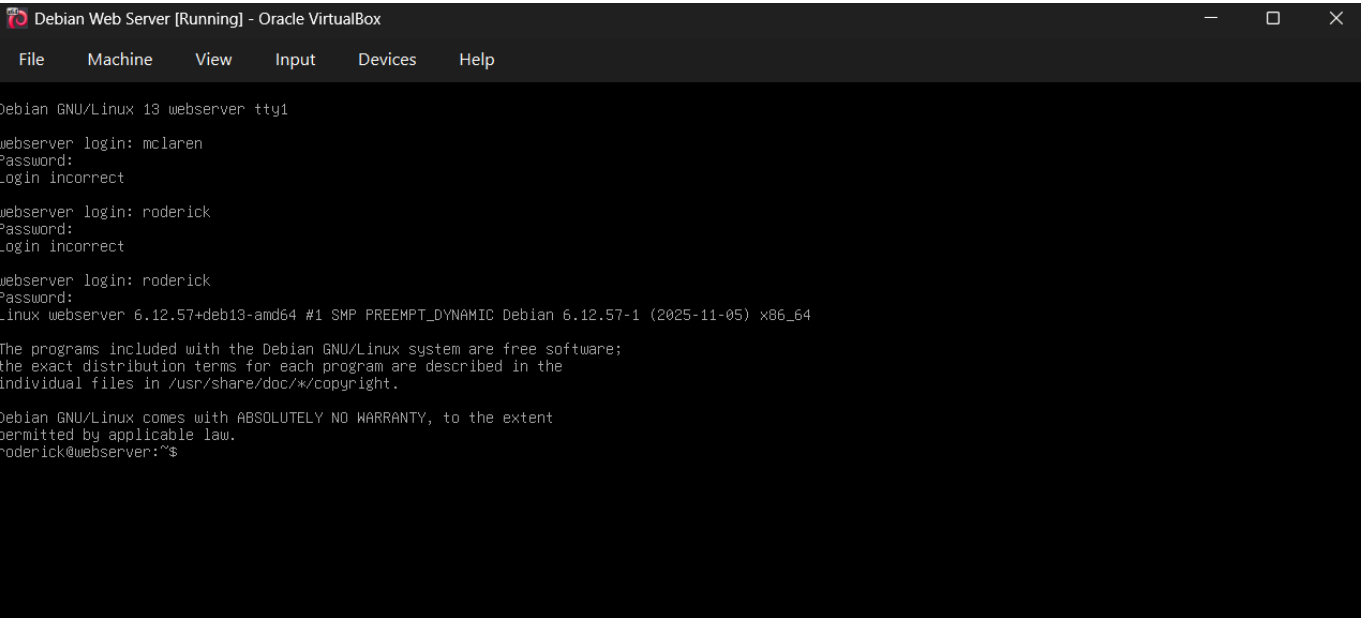 Debian Web Server [Running] - Oracle VirtualBox
File Machine View Input Devices Help
Debian GNU/Linux 13 webserver tty1
webserver login: mclaren
Password:
Login incorrect
webserver login: roderick
Password:
Login incorrect
webserver login: roderick
Password:
Linux webserver 6.12.57+deb13-amd64 #1 SMP PREEMPT_DYNAMIC Debian 6.12.57-1 (2025-11-05) x86_64
The programs included with the Debian GNU/Linux system are free software;
the exact distribution terms for each program are described in the
individual files in /usr/share/doc/*/copyright.
Debian GNU/Linux comes with ABSOLUTELY NO WARRANTY, to the extent
permitted by applicable law.
roderick@webserver:~$